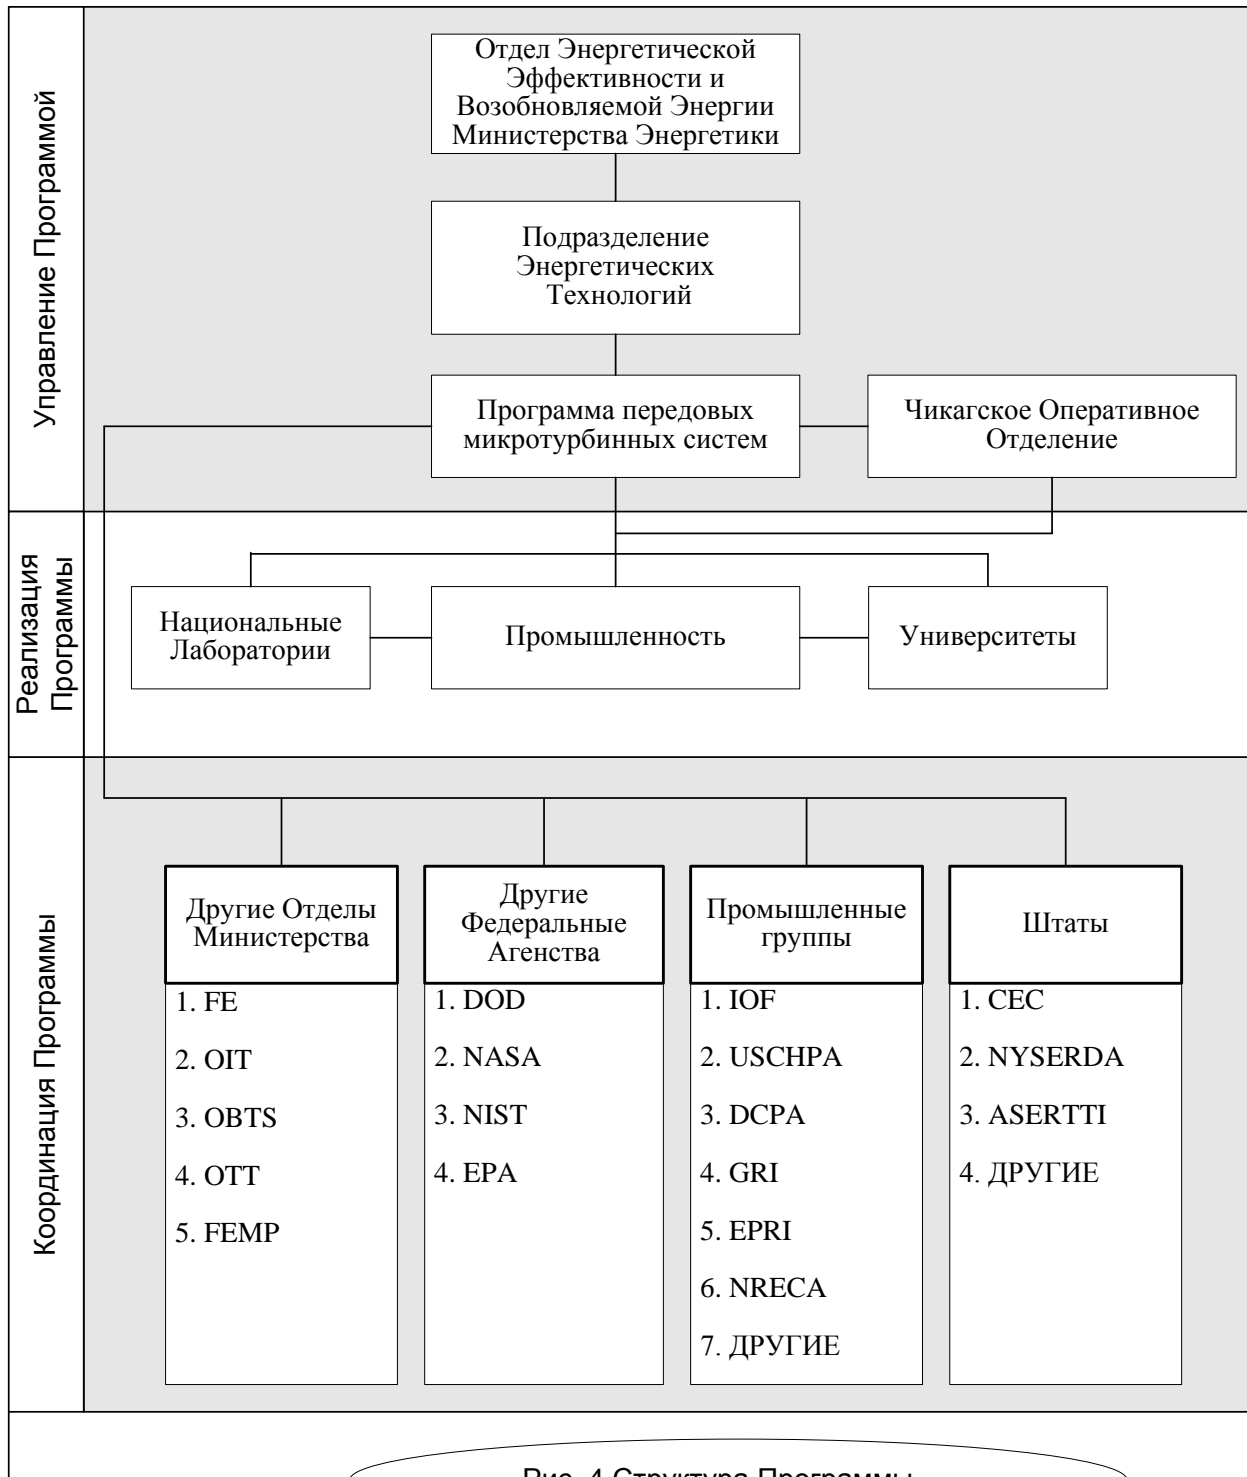 Управление Программой
Отдел Энергетической
Эффективности и
Возобновляемой Энергии
Министерства Энергетики
Подразделение
Энергетических
Технологий
Программа передовых
микротурбинных систем
Чикагское Оперативное
Отделение
Реализация
Программы
Национальные
Лаборатории
Промышленность
Университеты
Координация Программы
Другие Отделы
Министерства
1. FE
2. OIT
3. OBTS
4. OTT
5. FEMP
Другие
Федеральные
Агенства
1. DOD
2. NASA
3. NIST
4. EPA
Промышленные
группы
1. IOF
2. USCHPA
3. DCPA
4. GRI
5. EPRI
6. NRECA
7. ДРУГИЕ
Штаты
1. CEC
2. NYSERDA
3. ASERTTI
4. ДРУГИЕ
Рис. 4 Структура Программы